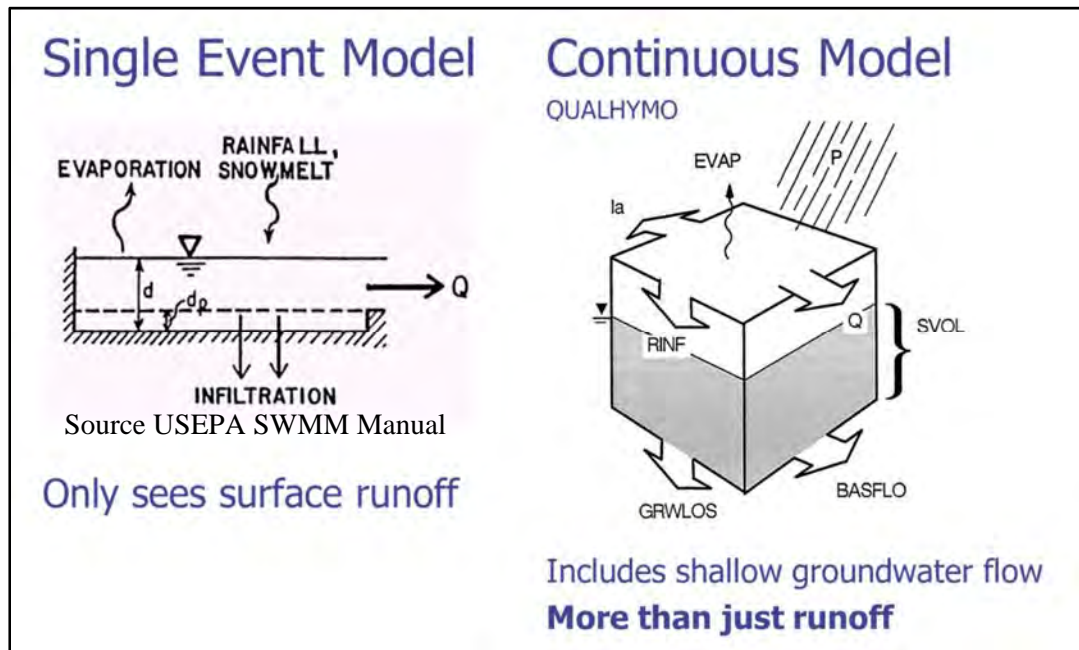 Single Event Model
EVAPORATION
RAINFALL,
SNOWMELT
d
dp
Q
INFILTRATION
Source USEPA SWMM Manual
Only sees surface runoff
Continuous Model
QUALHYMO
EVAP
P
Ia
Q
SVOL
RINF
BASFLO
GRWLOS
Includes shallow groundwater flow
More than just runoff